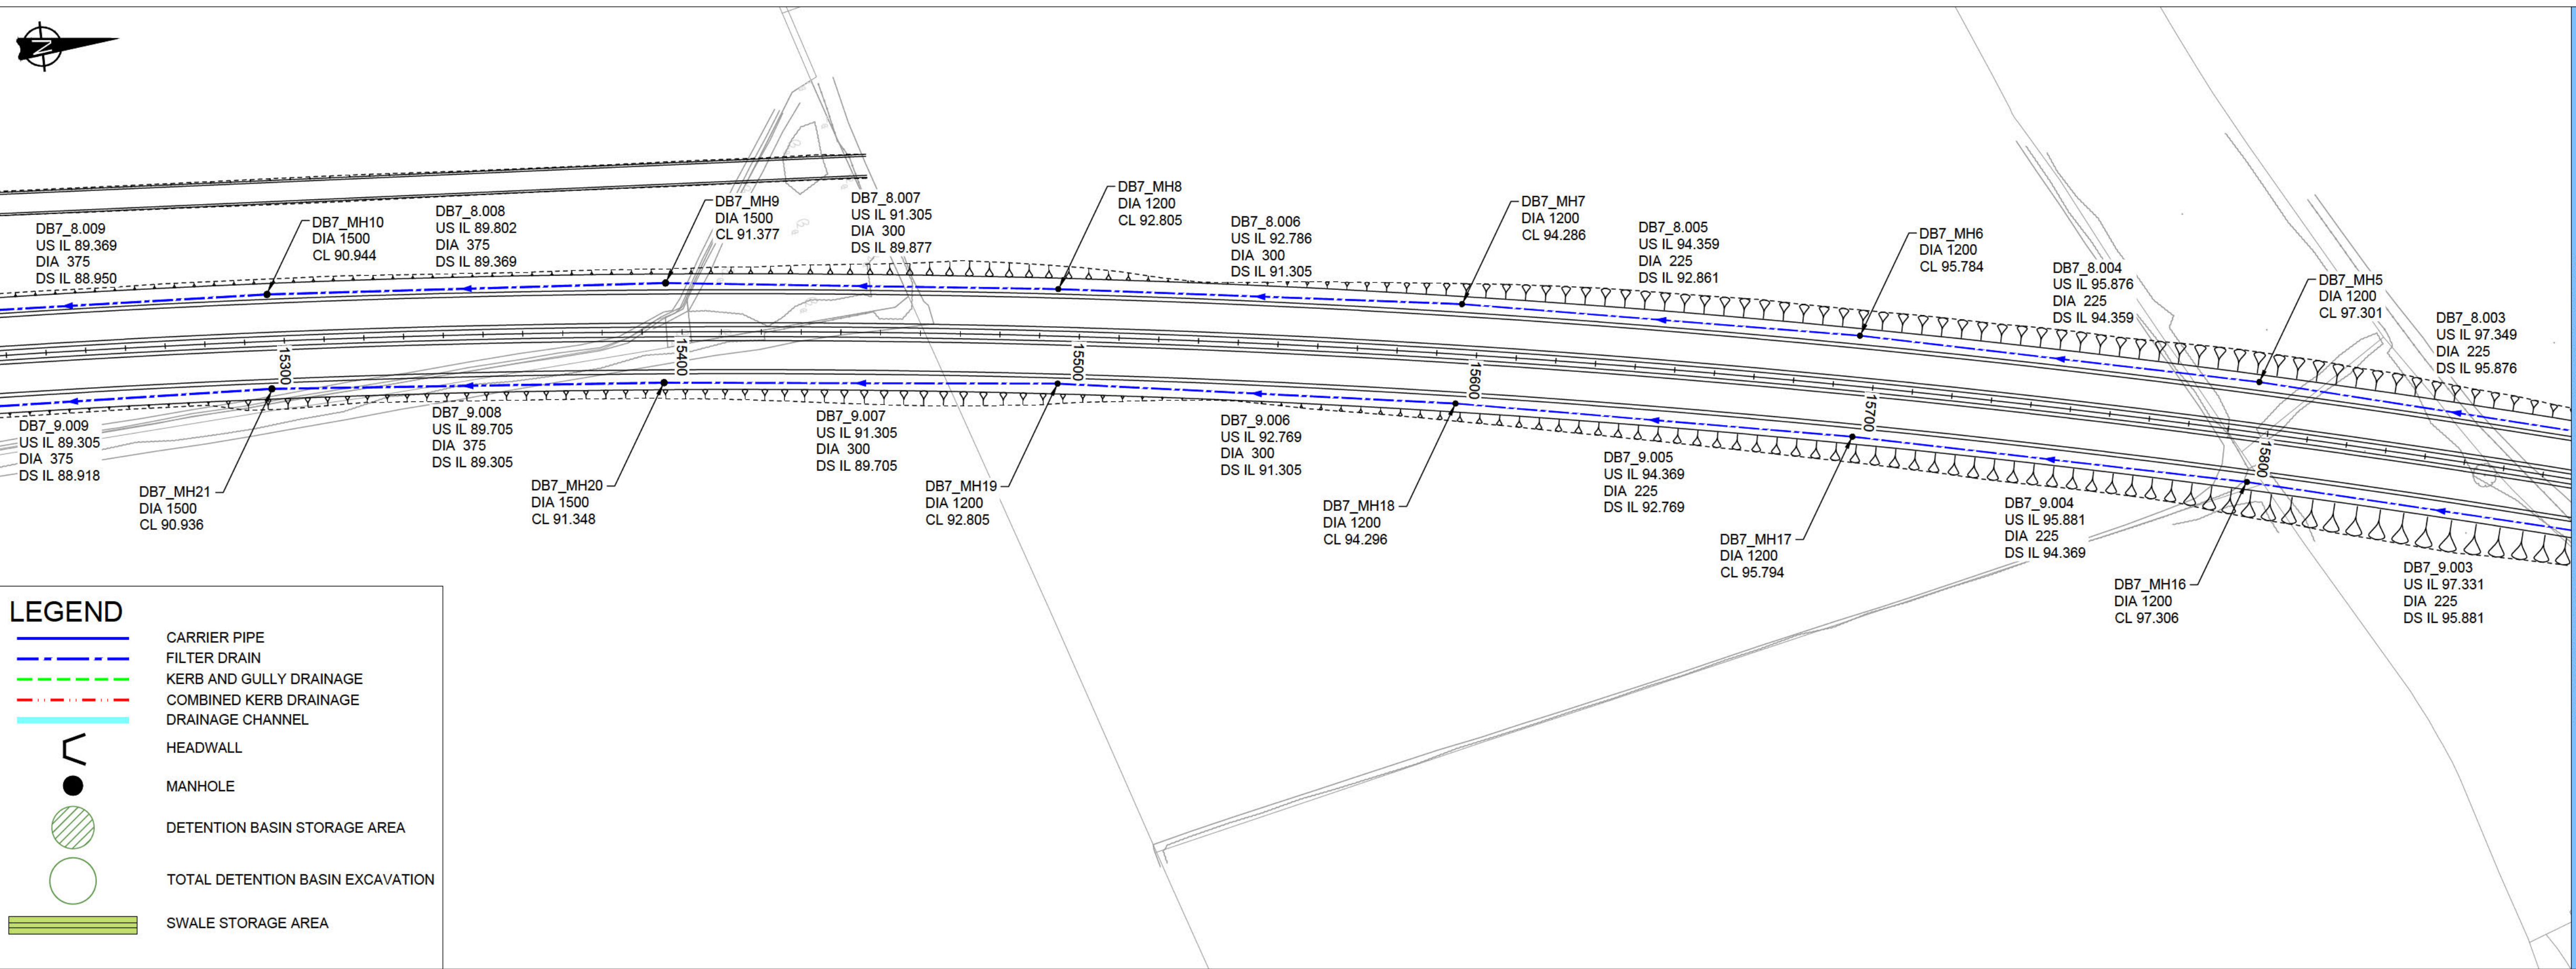 N
DB7_8.009
US IL 89.369
DIA 375
DS IL 88.950
DB7_MH10
DIA 1500
CL 90.944
DB7_8.008
US IL 89.802
DIA 375
DS IL 89.369
DB7_MH9
DIA 1500
CL 91.377
DB7_8.007
US IL 91.305
DIA 300
DS IL 89.877
DB7_MH8
DIA 1200
CL 92.805
DB7_8.006
US IL 92.786
DIA 300
DS IL 91.305
DB7_MH7
DIA 1200
CL 94.286
DB7_8.005
US IL 94.359
DIA 225
DS IL 92.861
DB7_MH6
DIA 1200
CL 95.784
DB7_8.004
US IL 95.876
DIA 225
DS IL 94.359
DB7_MH5
DIA 1200
CL 97.301
DB7_8.003
US IL 97.349
DIA 225
DS IL 95.876
15300
15400
15500
15600
15700
15800
DB7_9.009
US IL 89.305
DIA 375
DS IL 88.918
DB7_MH21
DIA 1500
CL 90.936
DB7_9.008
US IL 89.705
DIA 375
DS IL 89.305
DB7_MH20
DIA 1500
CL 91.348
DB7_9.007
US IL 91.305
DIA 300
DS IL 89.705
DB7_MH19
DIA 1200
CL 92.805
DB7_9.006
US IL 92.769
DIA 300
DS IL 91.305
DB7_MH18
DIA 1200
CL 94.296
DB7_9.005
US IL 94.369
DIA 225
DS IL 92.769
DB7_MH17
DIA 1200
CL 95.794
DB7_9.004
US IL 95.881
DIA 225
DS IL 94.369
DB7_MH16
DIA 1200
CL 97.306
DB7_9.003
US IL 97.331
DIA 225
DS IL 95.881
LEGEND
CARRIER PIPE
FILTER DRAIN
KERB AND GULLY DRAINAGE
COMBINED KERB DRAINAGE
DRAINAGE CHANNEL
HEADWALL
MANHOLE
DETENTION BASIN STORAGE AREA
TOTAL DETENTION BASIN EXCAVATION
SWALE STORAGE AREA